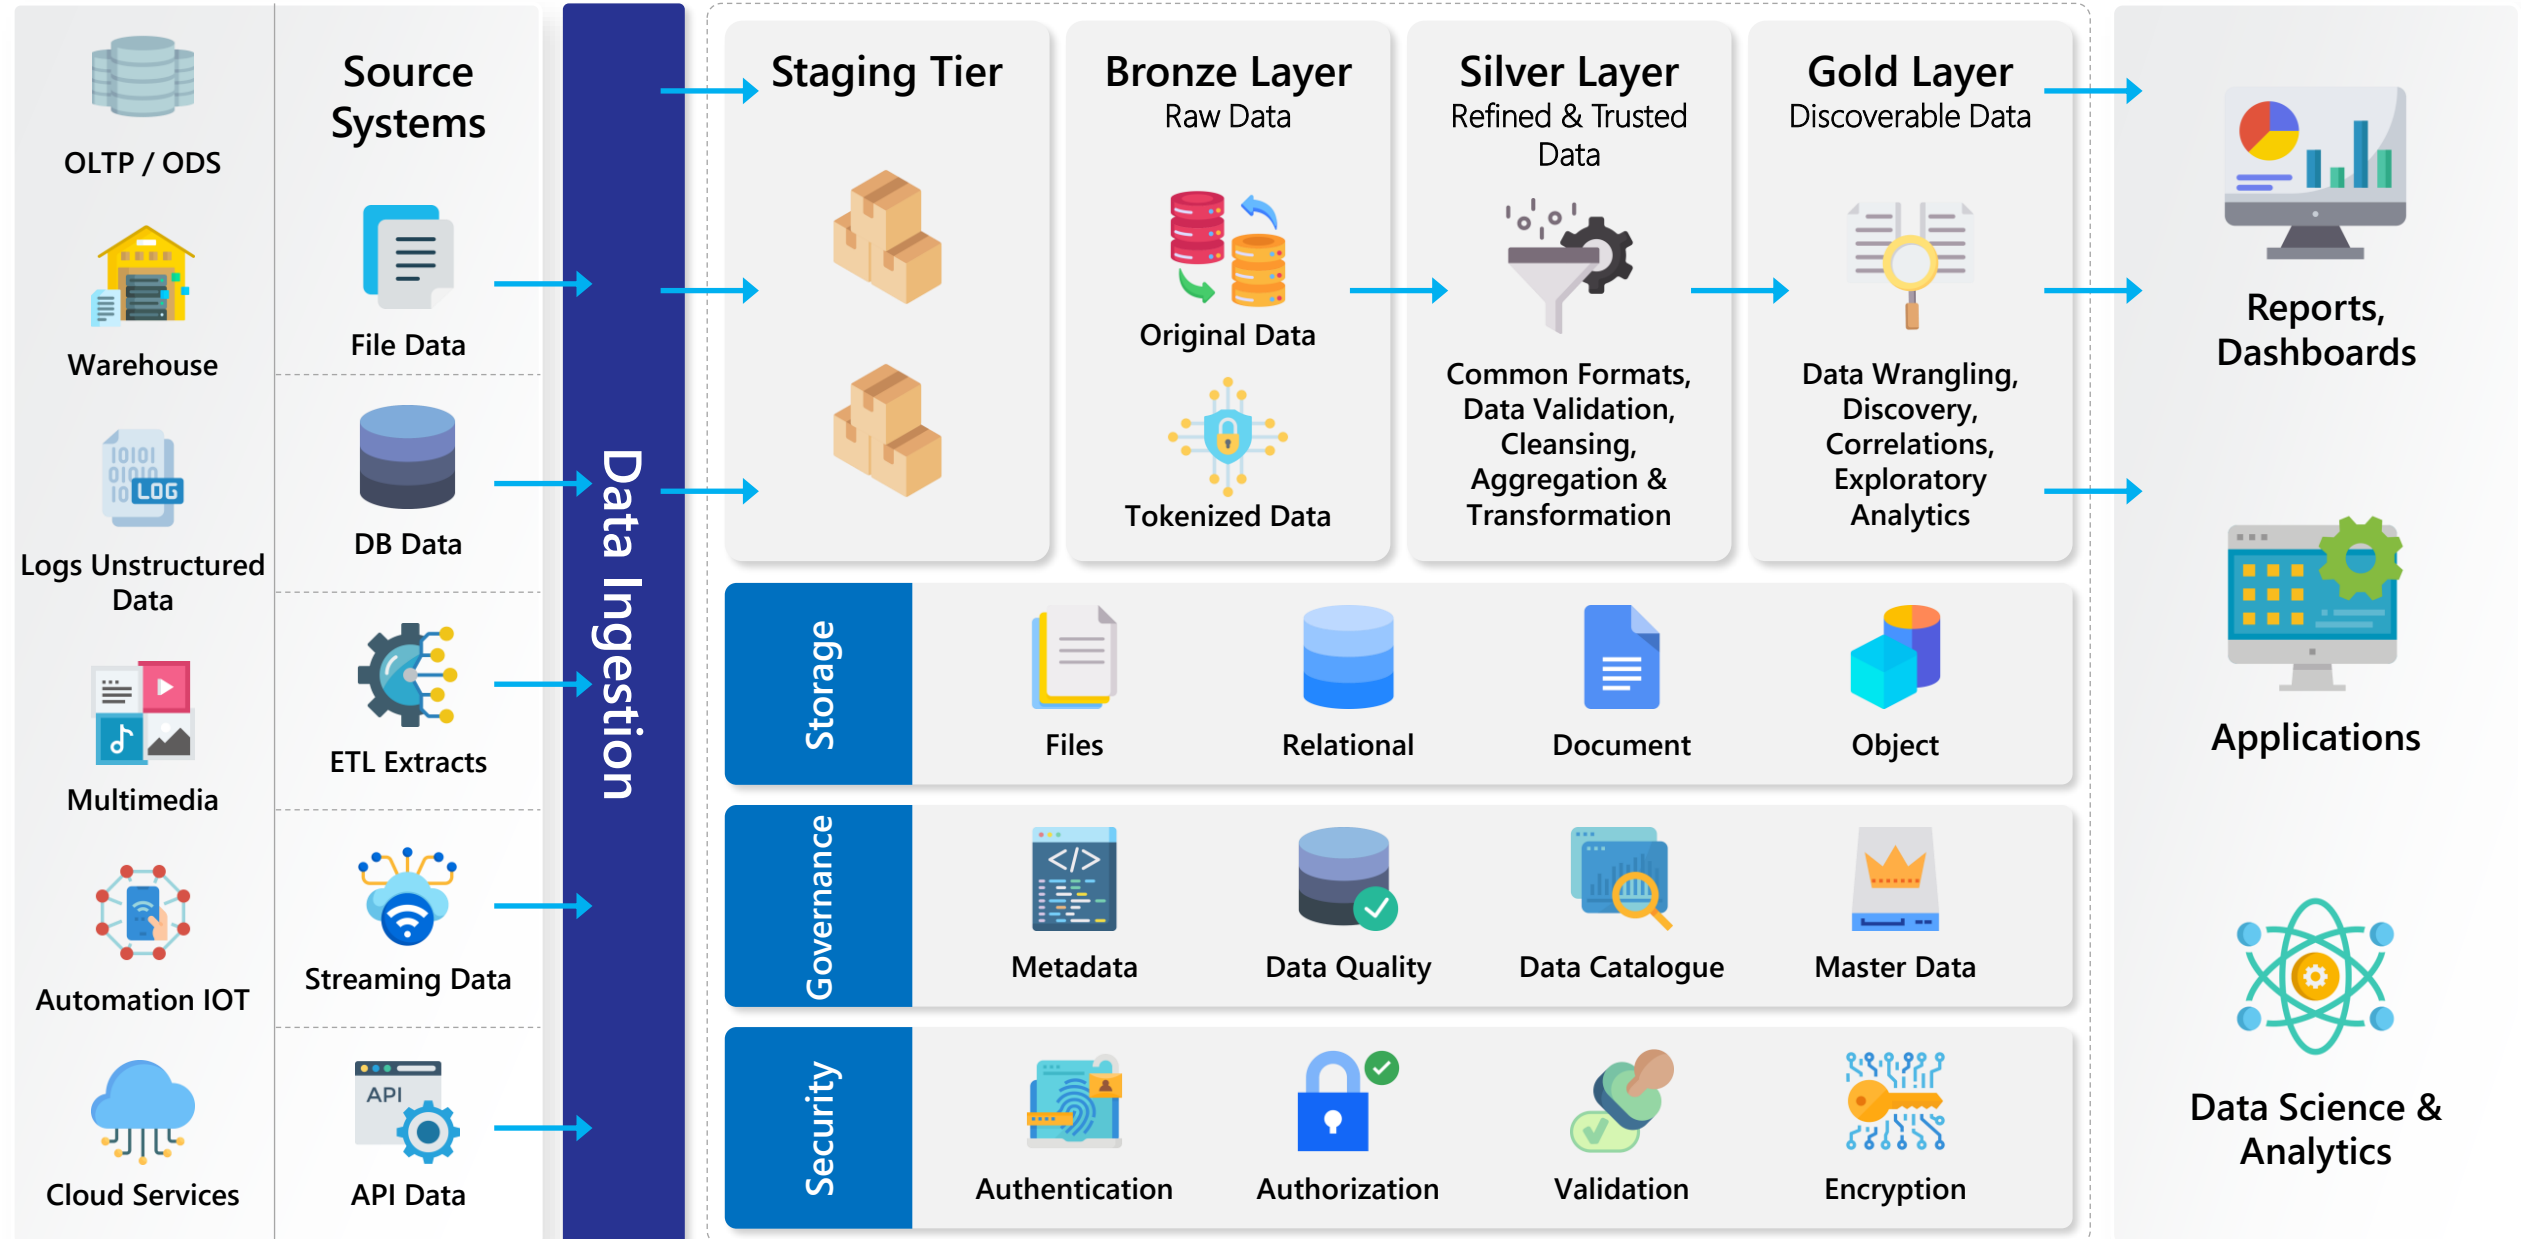 OLTP / ODS
Warehouse
10101
01010
10
LOG
Logs Unstructured
Data
Multimedia
Automation IOT
Cloud Services
Source
Systems
File Data
DB Data
ETL Extracts
Streaming Data
API
API Data
Data Ingestion
Staging Tier
Bronze Layer
Raw Data
Original Data
Tokenized Data
Silver Layer
Refined & Trusted
Data
Common Formats,
Data Validation,
Cleansing,
Aggregation &
Transformation
Gold Layer
Discoverable Data
Data Wrangling,
Discovery,
Correlations,
Exploratory
Analytics
Storage
Files
Relational
Document
Object
Governance
</>
Metadata
Data Quality
Data Catalogue
Master Data
Security
Authentication
Authorization
Validation
Encryption
Reports,
Dashboards
Applications
Data Science &
Analytics